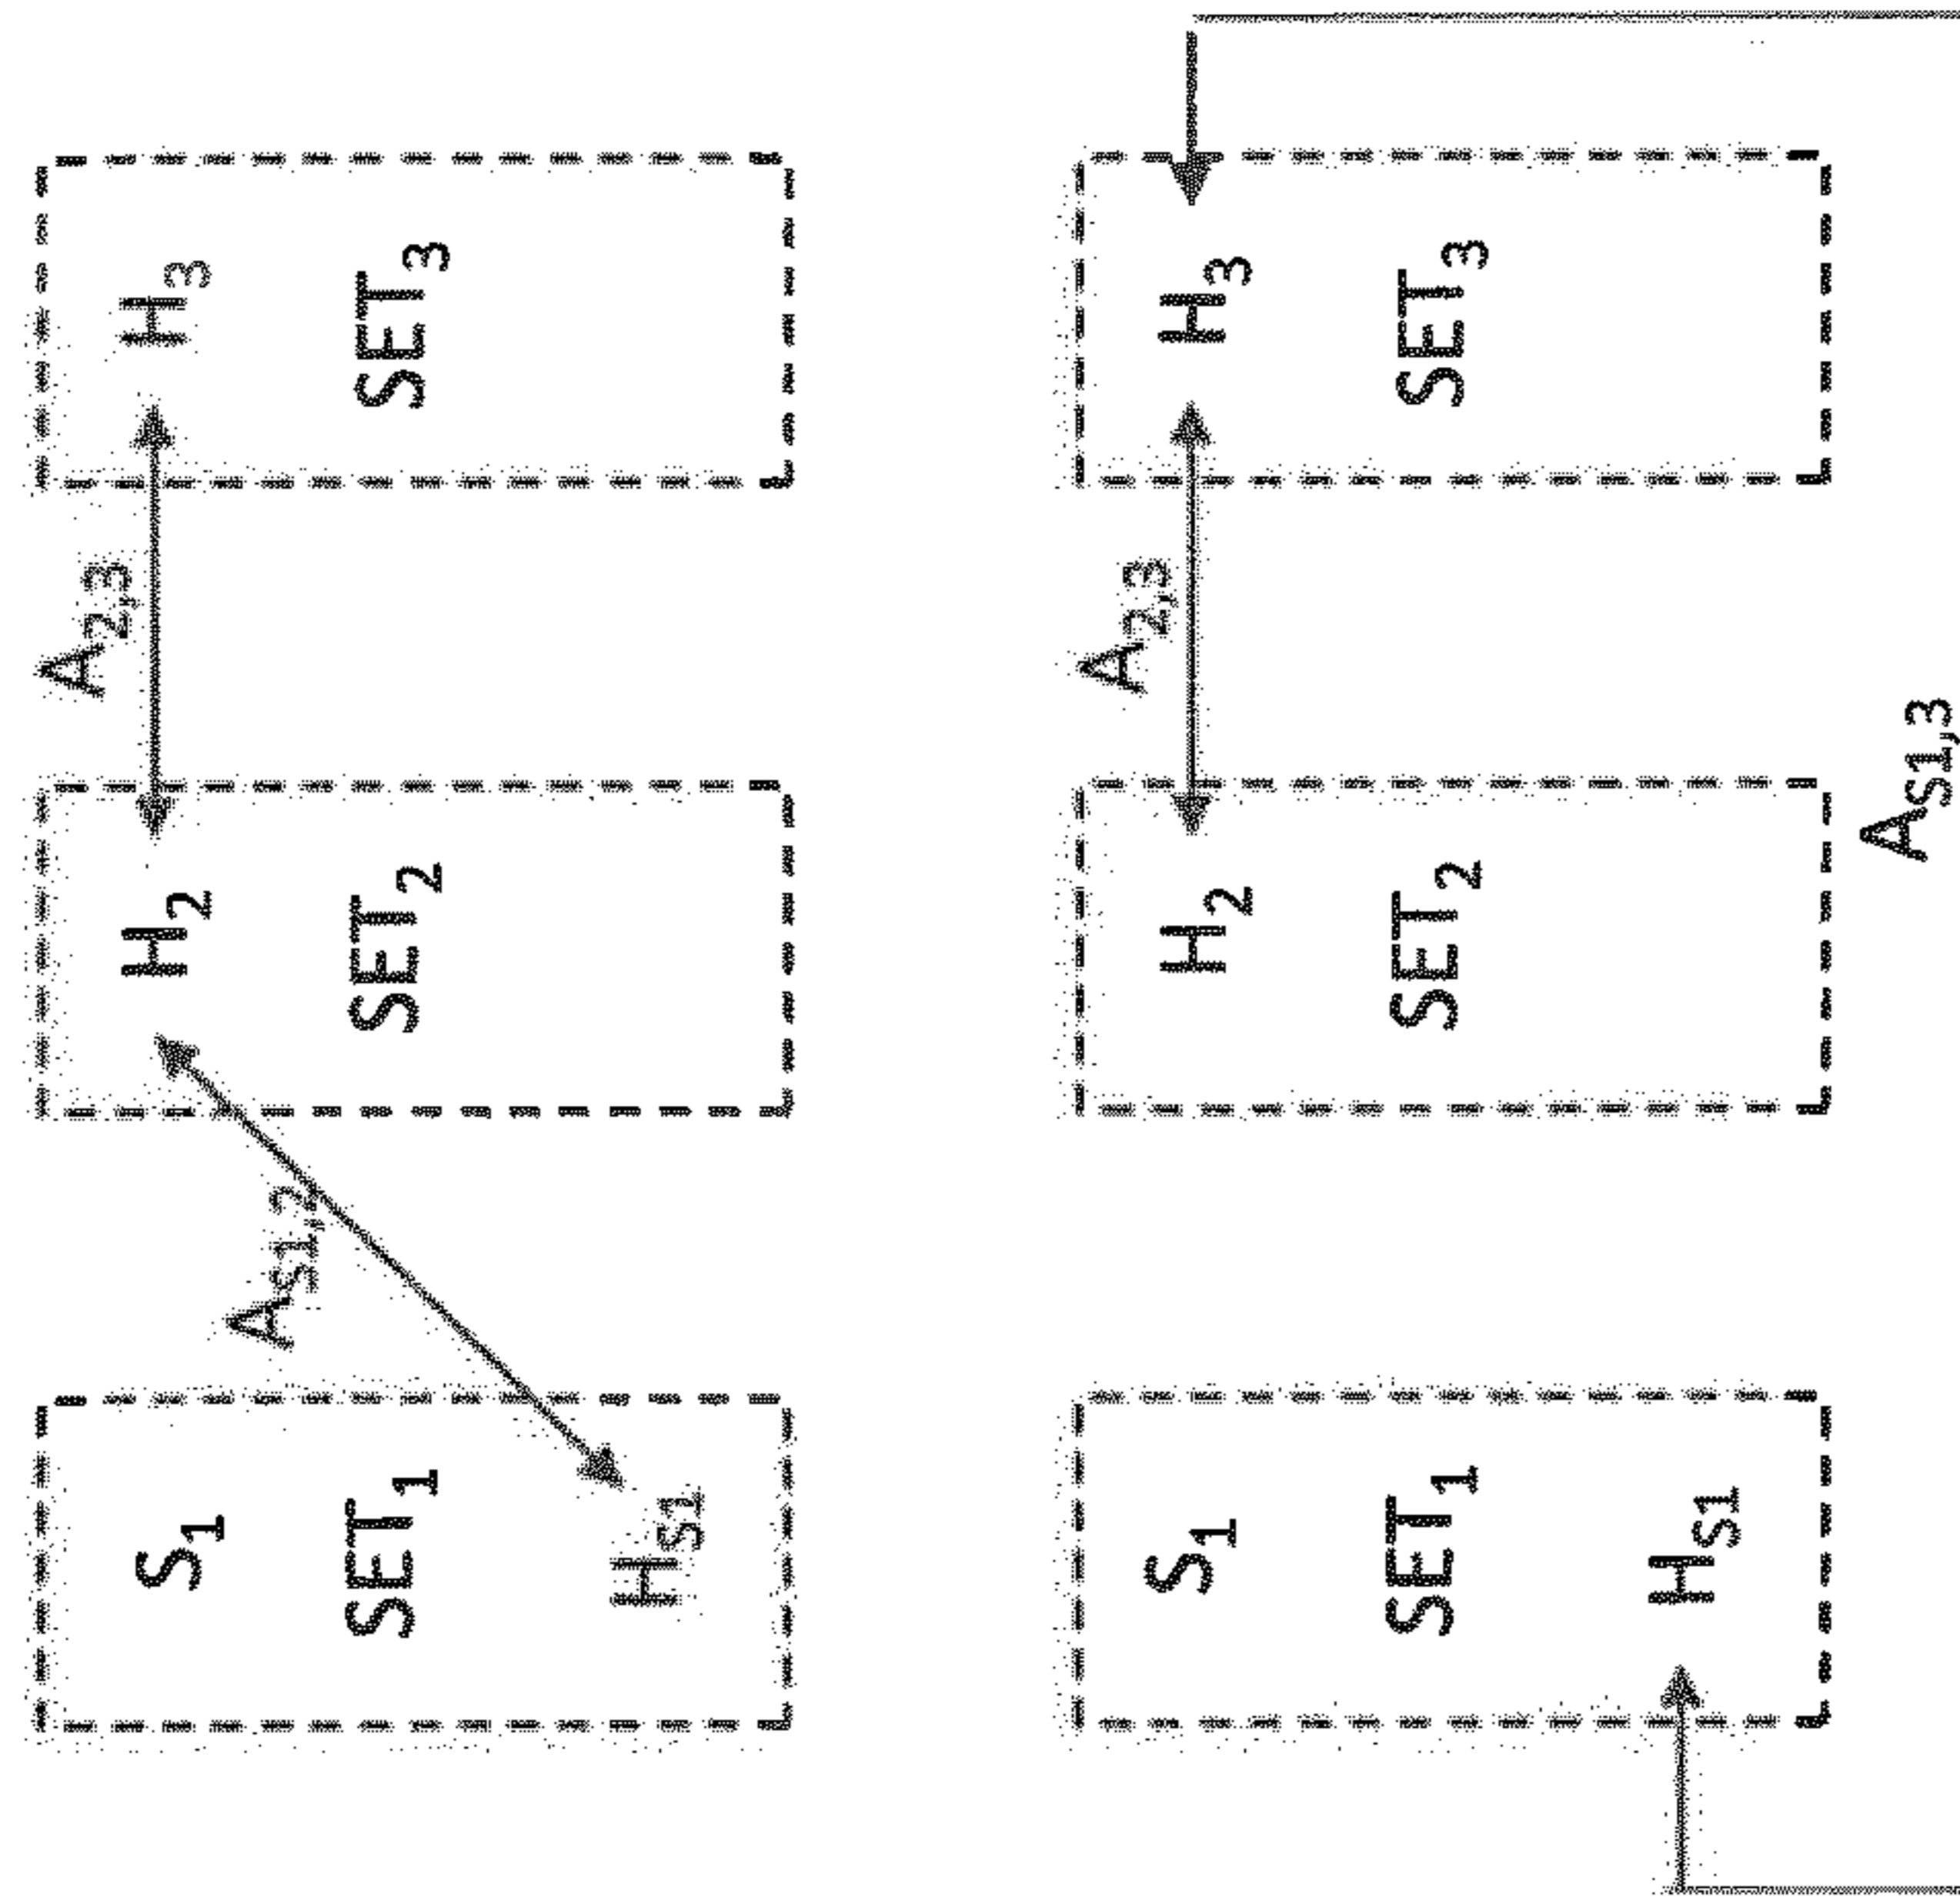 A2,3
S1 H2 H3
AS1,2
SET1 SET2 SET3
HS1
A2,3
S1 H2 H3
SET1 SET2 SET3
HS1
AS1,3